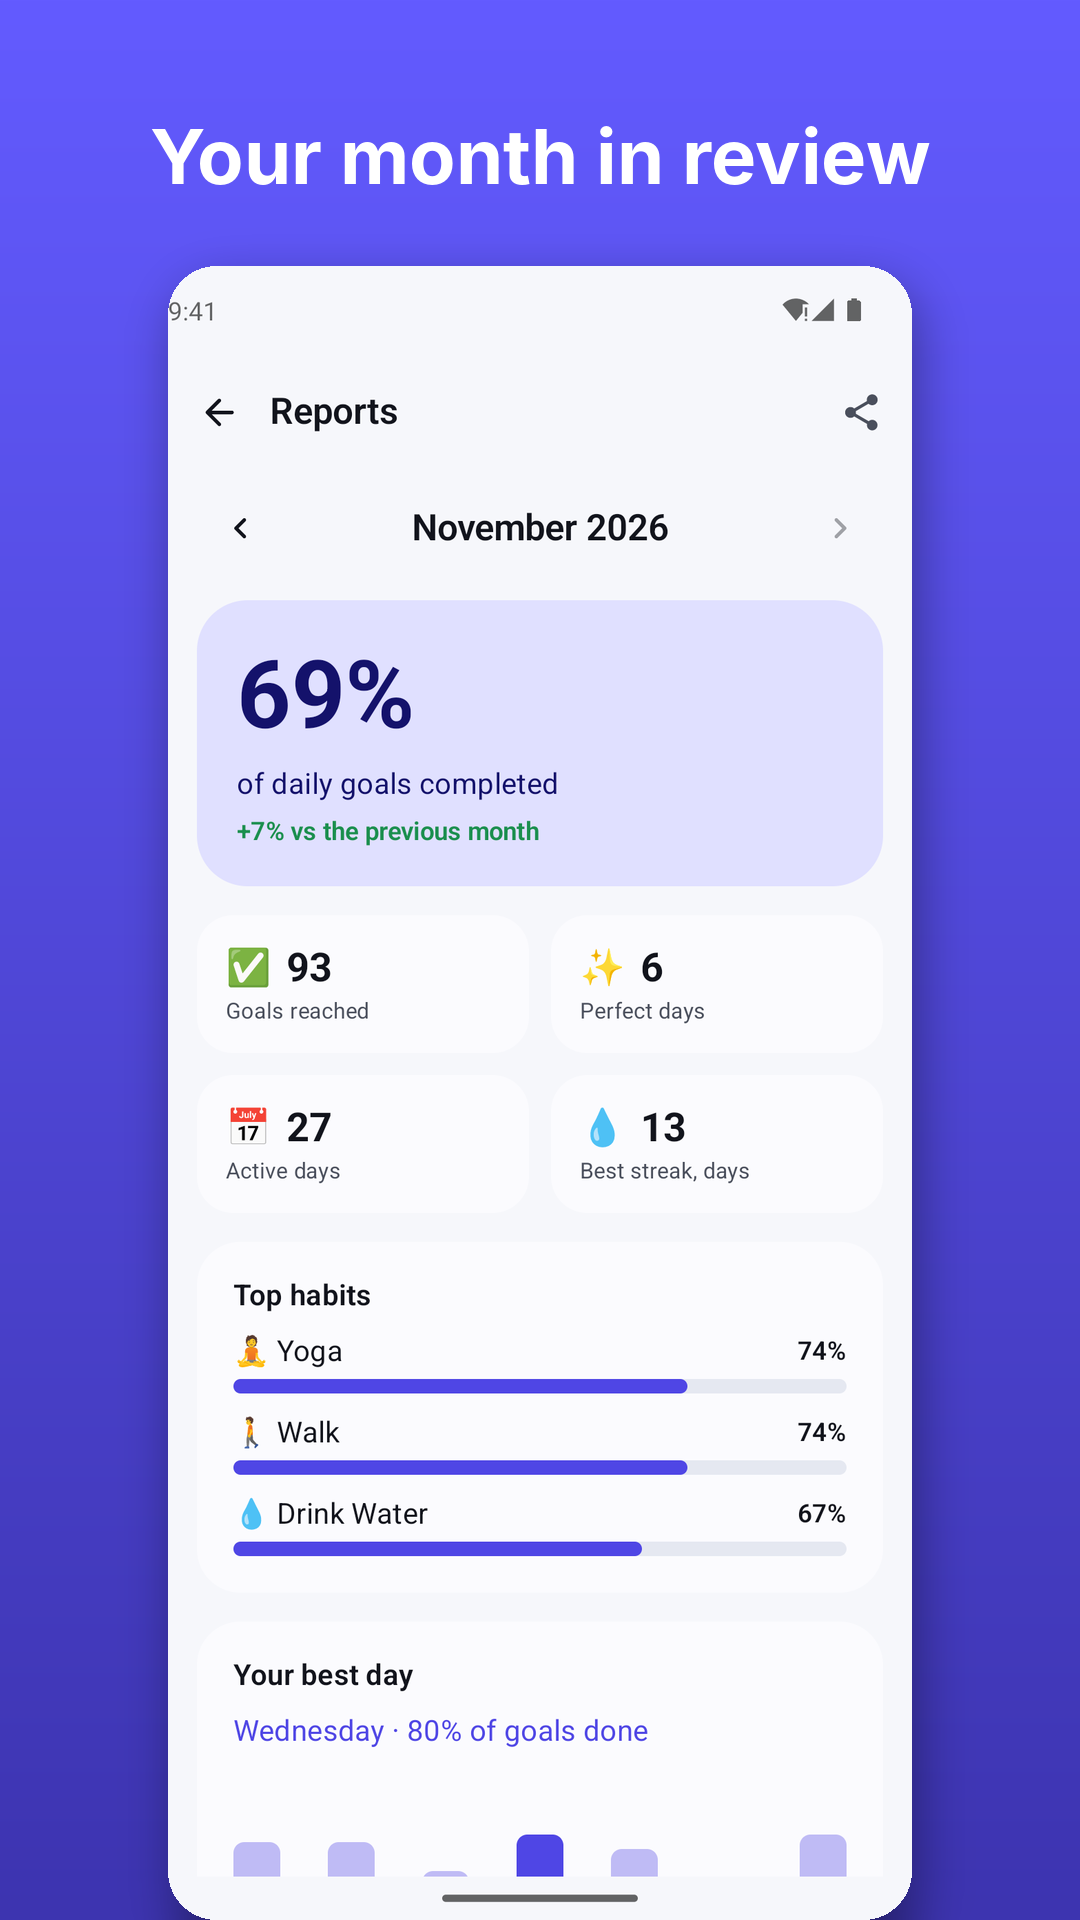 Your month in review
9:41
Reports
November 2026
69%
of daily goals completed
+7% vs the previous month
✅ 93
Goals reached
✨ 6
Perfect days
📅 27
Active days
💧 13
Best streak, days
Top habits
🧘 Yoga 74%
🚶 Walk 74%
💧 Drink Water 67%
Your best day
Wednesday · 80% of goals done